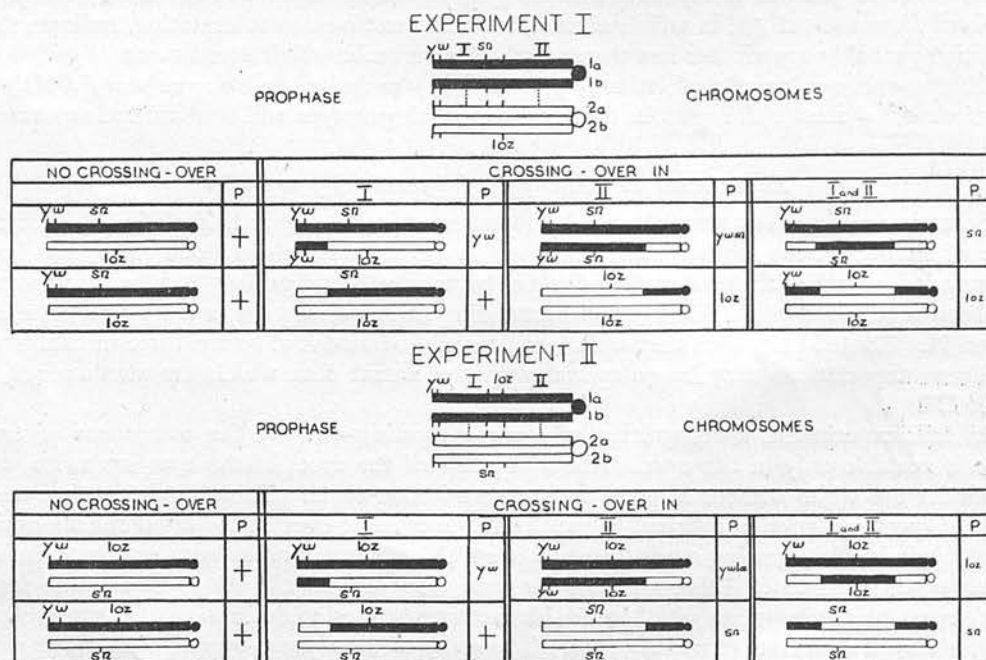 EXPERIMENT I
yw I sn II
1a
1b
PROPHASE CHROMOSOMES
2a
2b
loz
NO CROSSING-OVER CROSSING-OVER IN
P I P II P I and II P
yw sn yw sn yw sn yw sn
+ yw ywsn sn
loz yw loz yw sn sn
yw sn sn loz yw loz
+ + loz loz
loz loz loz loz
EXPERIMENT II
yw I loz II
1a
1b
PROPHASE CHROMOSOMES
2a
2b
sn
NO CROSSING-OVER CROSSING-OVER IN
P I P II P I and II P
yw loz yw loz yw loz yw loz
+ yw ywloz loz
sn sn yw loz loz
yw loz loz sn yw sn
+ + sn sn
sn sn sn sn